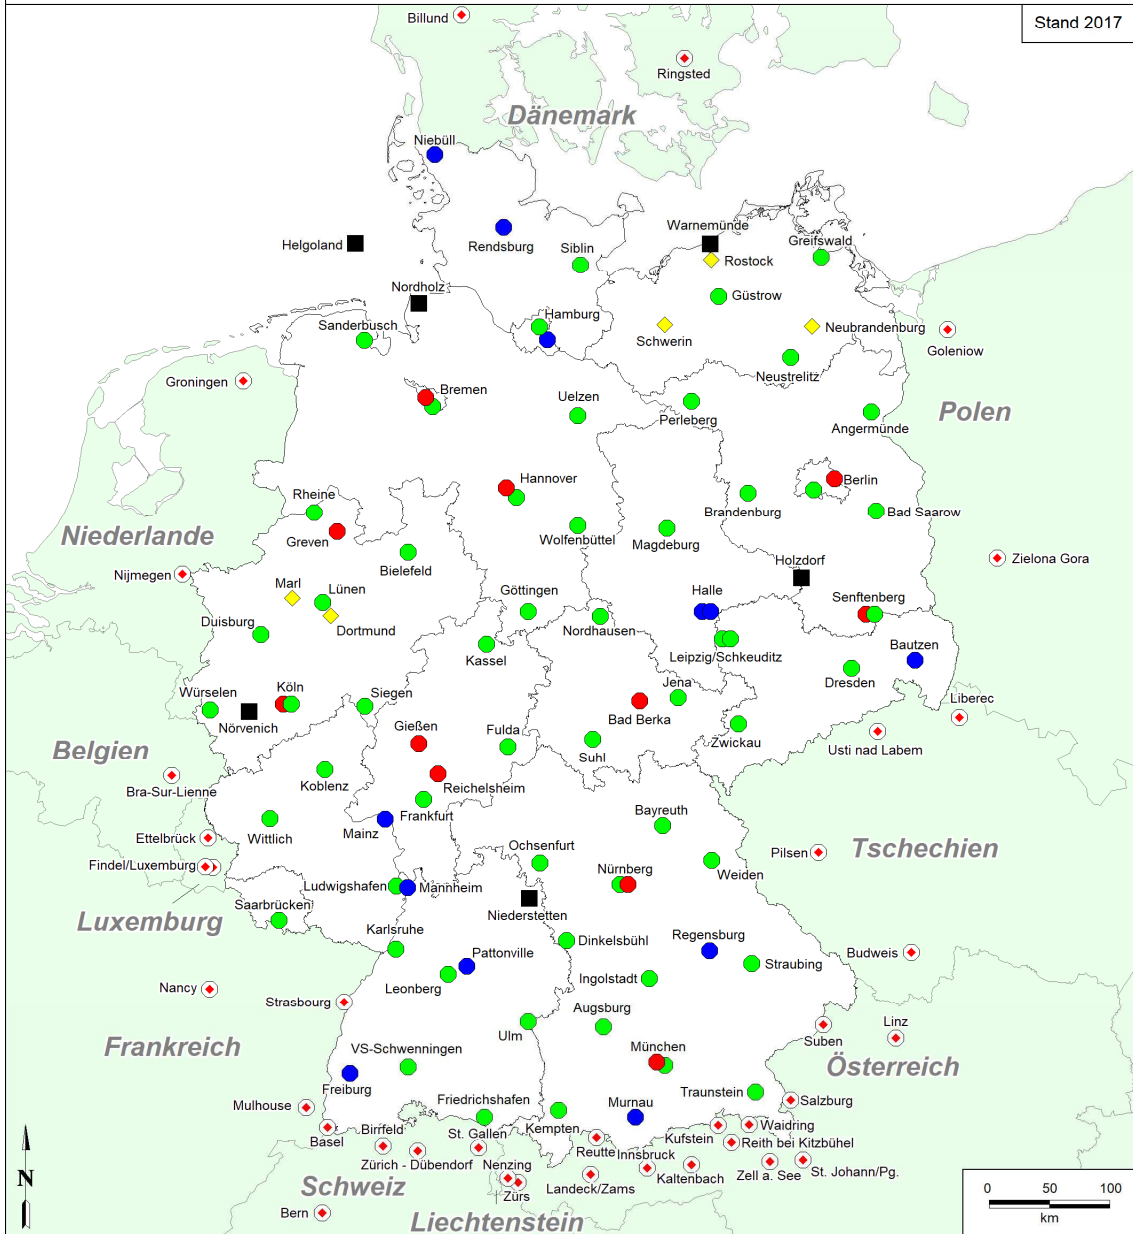 Billund
Stand 2017
Ringsted
Dänemark
Niebüll
Rendsburg
Helgoland
Siblin
Warnemünde
Greifswald
Rostock
Nordholz
Güstrow
Hamburg
Sanderbusch
Schwerin
Neubrandenburg
Goleniow
Groningen
Neustrelitz
Bremen
Uelzen
Perleberg
Angermünde
Polen
Hannover
Berlin
Rheine
Brandenburg
Bad Saarow
Niederlande
Greven
Wolfenbüttel
Magdeburg
Bielefeld
Holzdorf
Zielona Gora
Nijmegen
Marl
Lünen
Göttingen
Halle
Senftenberg
Duisburg
Dortmund
Nordhausen
Leipzig/Schkeuditz
Bautzen
Kassel
Dresden
Jena
Würselen
Köln
Siegen
Liberec
Nörvenich
Bad Berka
Gießen
Fulda
Zwickau
Usti nad Labem
Belgien
Suhl
Koblenz
Reichelsheim
Bra-Sur-Lienne
Frankfurt
Bayreuth
Mainz
Wittlich
Ettelbrück
Ochsenfurt
Pilsen
Tschechien
Findel/Luxemburg
Nürnberg
Weiden
Ludwigshafen
Mannheim
Saarbrücken
Niederstetten
Luxemburg
Karlsruhe
Dinkelsbühl
Regensburg
Pattonville
Budweis
Straubing
Nancy
Leonberg
Ingolstadt
Strasbourg
Augsburg
Ulm
Linz
Suben
Frankreich
VS-Schwenningen
München
Österreich
Freiburg
Traunstein
Mulhouse
Friedrichshafen
Murnau
Salzburg
Kempten
Basel
Birrfeld
St. Gallen
Kufstein
Waidring
Reutte
Reith bei Kitzbühel
Innsbruck
Zürich - Dübendorf
Nenzing
Kaltenbach
Zell a. See
St. Johann/Pg.
N
Schweiz
Zürs
Landeck/Zams
Bern
Liechtenstein
0 50 100
km